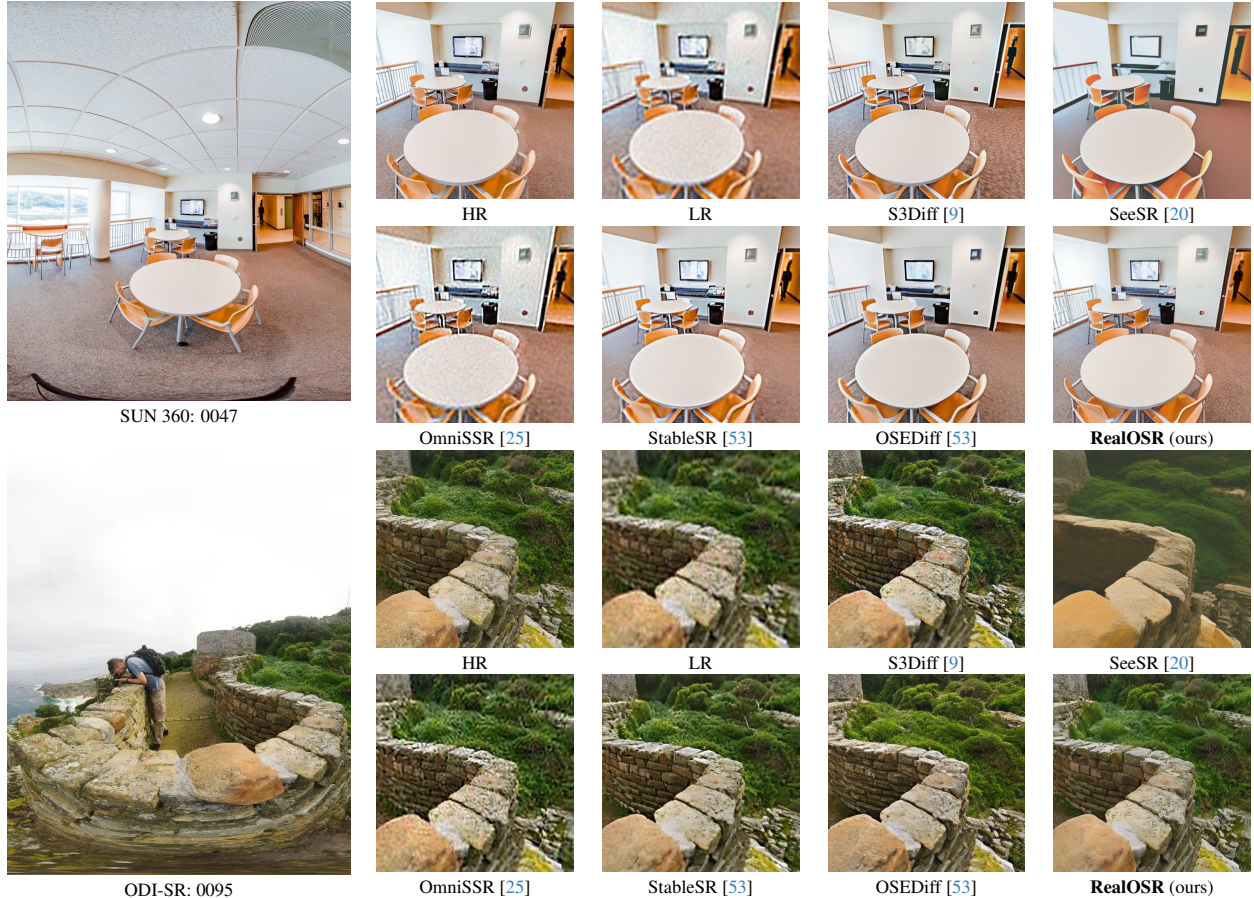 HR
LR
S3Diff [9]
SeeSR [20]
OmniSSR [25]
StableSR [53]
OSEDiff [53]
RealOSR (ours)
SUN 360: 0047
HR
LR
S3Diff [9]
SeeSR [20]
OmniSSR [25]
StableSR [53]
OSEDiff [53]
RealOSR (ours)
ODI-SR: 0095